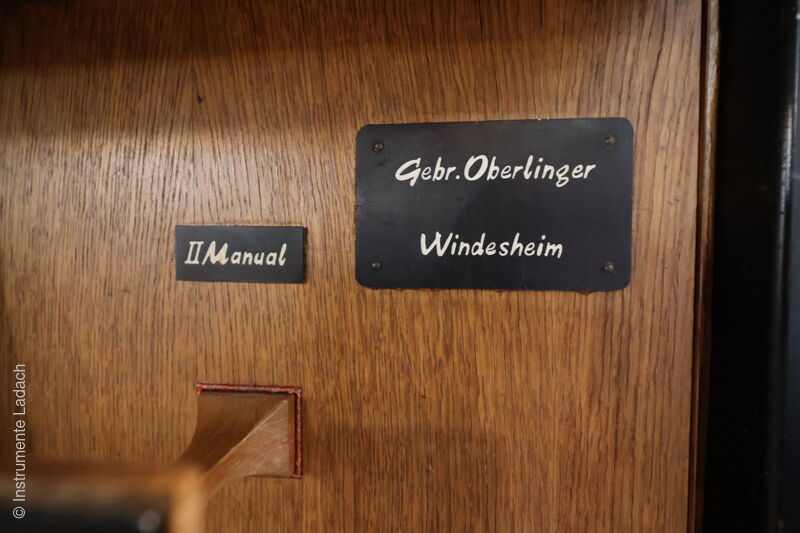 Gebr. Oberlinger
Windesheim
II Manual
© Instrumente Ladach